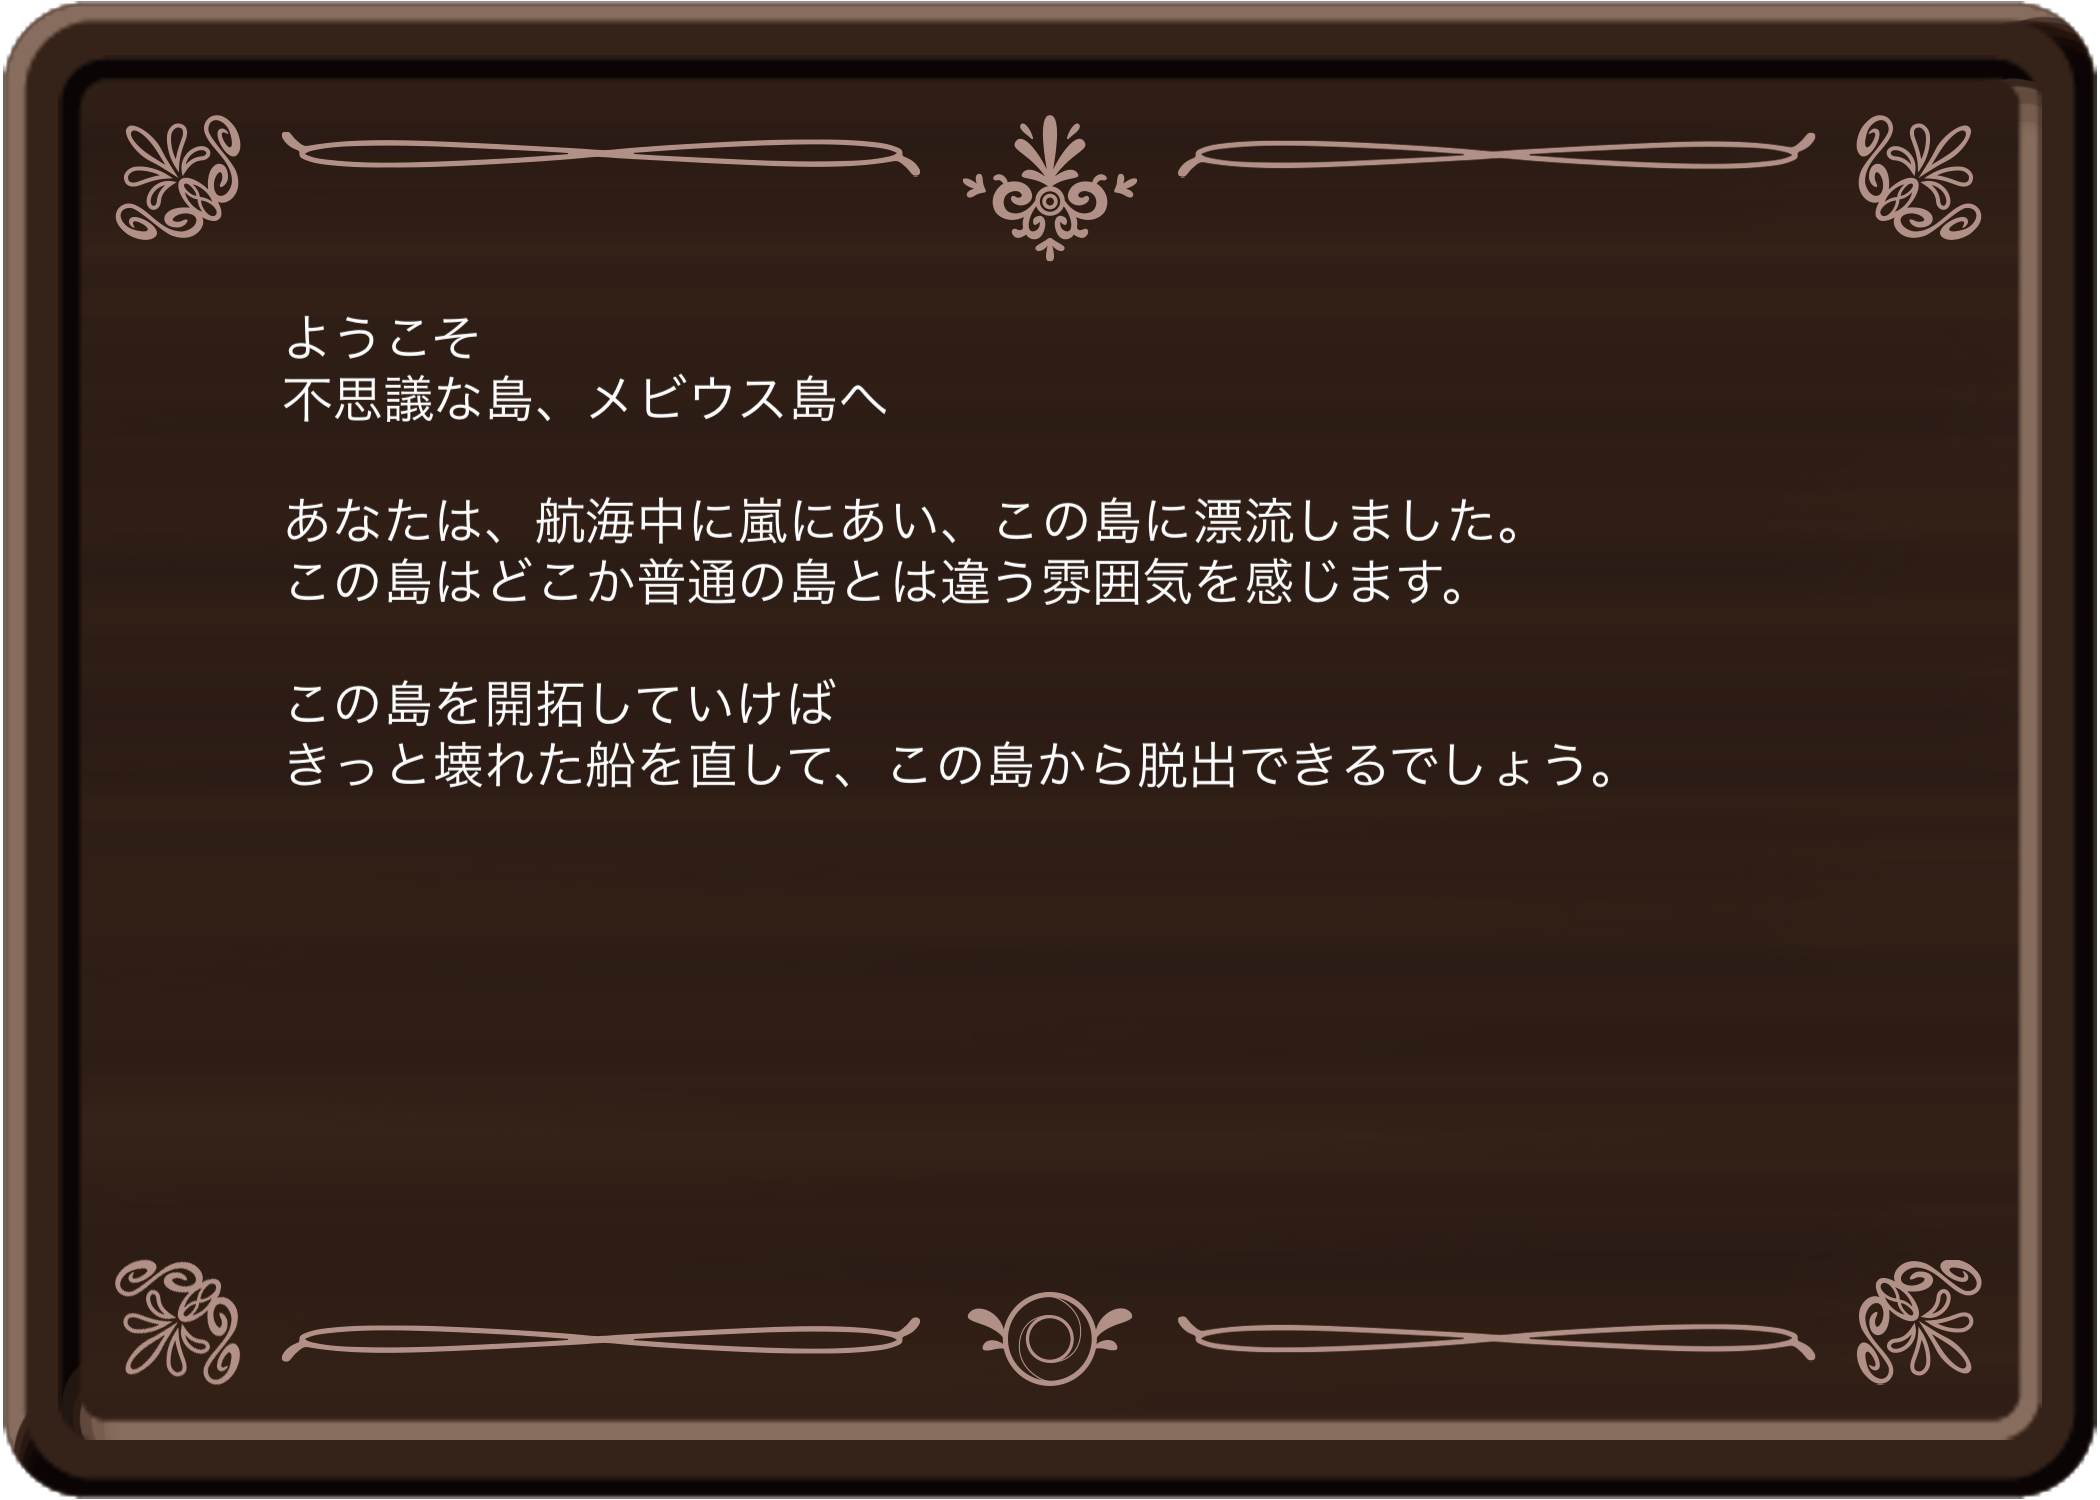 ようこそ
不思議な島、メビウス島へ
あなたは、航海中に嵐にあい、この島に漂流しました。
この島はどこか普通の島とは違う雰囲気を感じます。
この島を開拓していけば
きっと壊れた船を直して、この島から脱出できるでしょう。